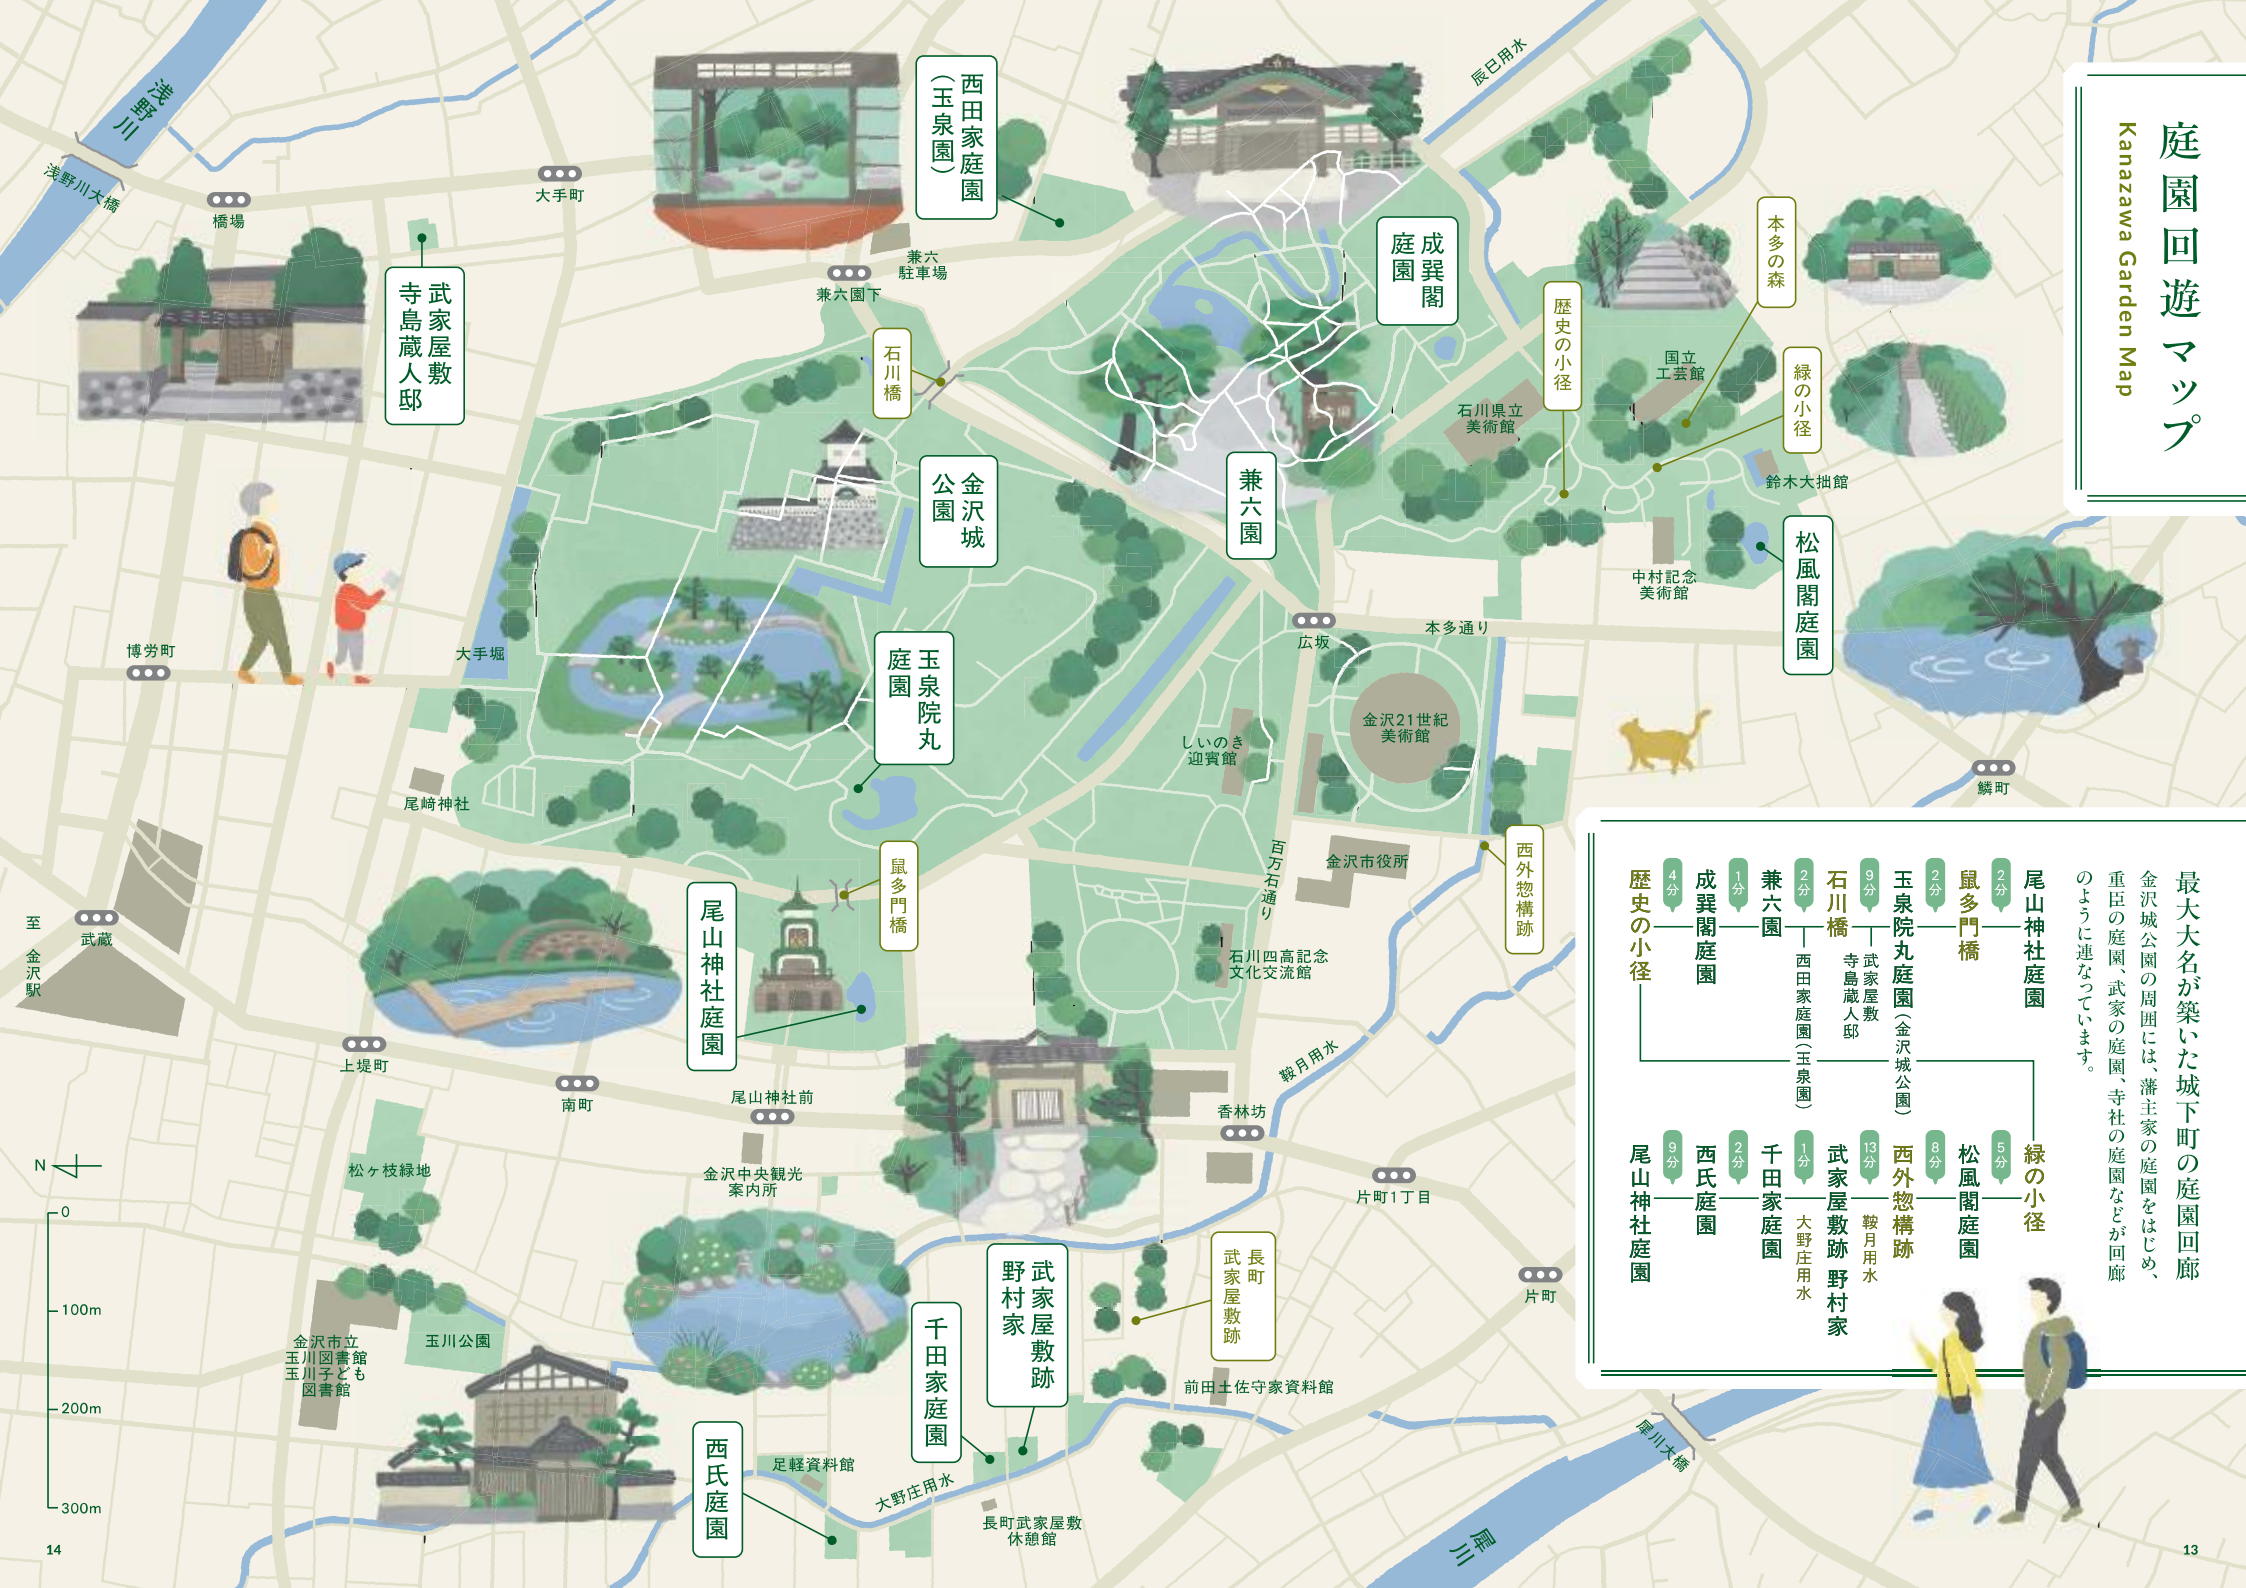 庭園回遊マップ
Kanazawa Garden Map
最大大名が築いた城下町の庭園回廊
金沢城公園の周囲には、藩主家の庭園をはじめ、
重臣の庭園、武家の庭園、寺社の庭園などが回廊
のように連なっています。
尾山神社庭園
2分
鼠多門橋
2分
玉泉院丸庭園(金沢城公園)
9分
武家屋敷
寺島蔵人邸
石川橋
2分
西田家庭園(玉泉園)
兼六園
1分
成巽閣庭園
4分
歴史の小径
緑の小径
5分
松風閣庭園
8分
西外惣構跡
13分
鞍月用水
武家屋敷跡 野村家
1分
大野庄用水
千田家庭園
2分
西氏庭園
9分
尾山神社庭園
浅野川
浅野川大橋
橋場
大手町
武家屋敷
寺島蔵人邸
西田家庭園
(玉泉園)
兼六
駐車場
兼六園下
石川橋
辰巳用水
成巽閣
庭園
歴史の小径
本多の森
緑の小径
国立
工芸館
石川県立
美術館
鈴木大拙館
松風閣庭園
中村記念
美術館
兼六園
金沢城
公園
玉泉院丸
庭園
大手堀
博労町
尾﨑神社
広坂
本多通り
金沢21世紀
美術館
しいのき
迎賓館
百万石通り
金沢市役所
西外惣構跡
鱗町
鼠多門橋
尾山神社庭園
石川四高記念
文化交流館
至 金沢駅
武蔵
上堤町
南町
尾山神社前
金沢中央観光
案内所
鞍月用水
香林坊
片町1丁目
片町
松ヶ枝緑地
N
0
100m
200m
300m
金沢市立
玉川図書館
玉川子ども
図書館
玉川公園
武家屋敷跡
野村家
千田家庭園
長町
武家屋敷跡
前田土佐守家資料館
西氏庭園
足軽資料館
大野庄用水
長町武家屋敷
休憩館
犀川大橋
犀川
14
13